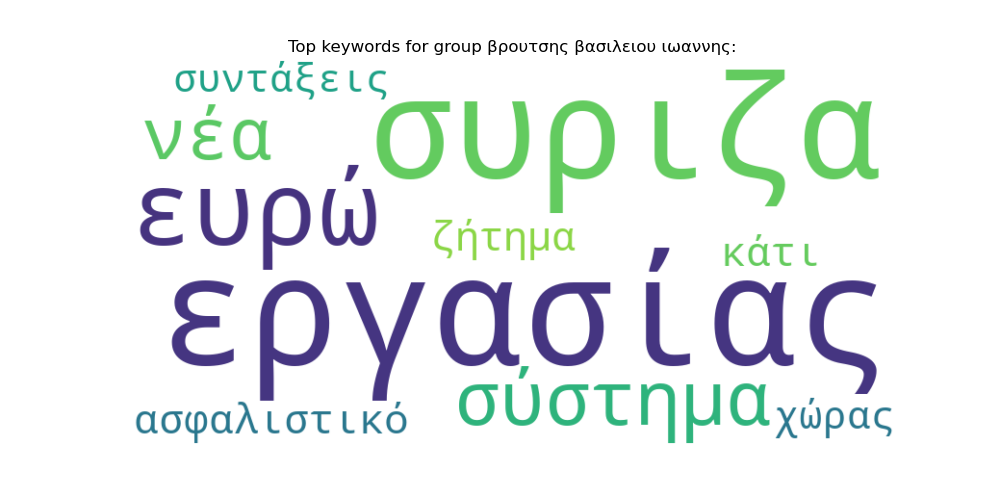 Top keywords for group βρουτσης βασιλειου ιωαννης:
συντάξεις
συριζα
νέα
ευρώ
ζήτημα
κάτι
εργασίας
σύστημα
ασφαλιστικό
χώρας